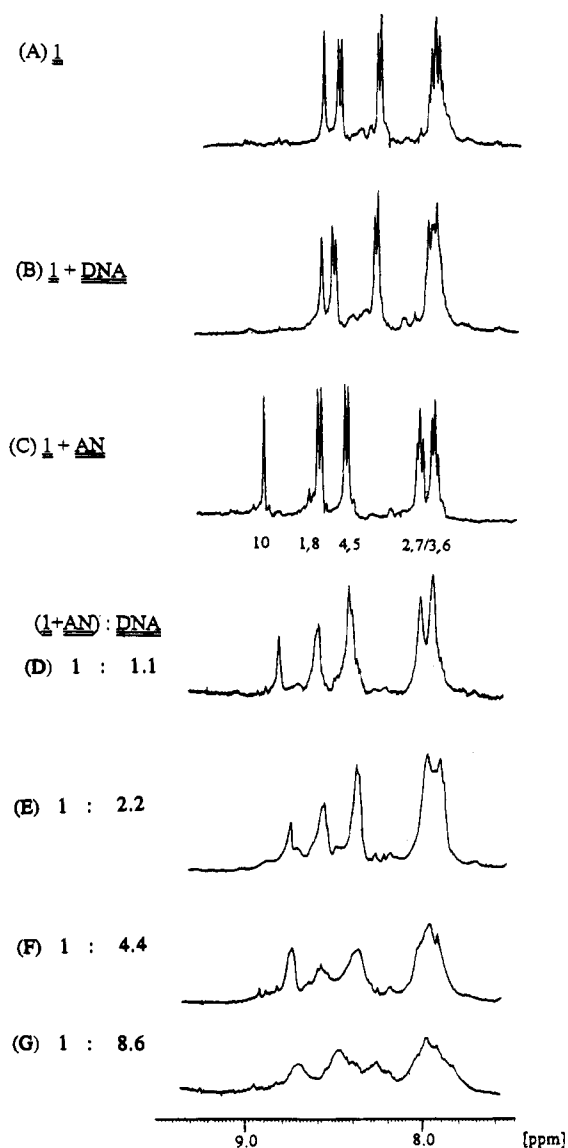 (A) 1
(B) 1 + DNA
(C) 1 + AN
10 1,8 4,5 2,7/3,6
(1+AN) : DNA
(D) 1 : 1.1
(E) 1 : 2.2
(F) 1 : 4.4
(G) 1 : 8.6
9.0 8.0 [ppm]